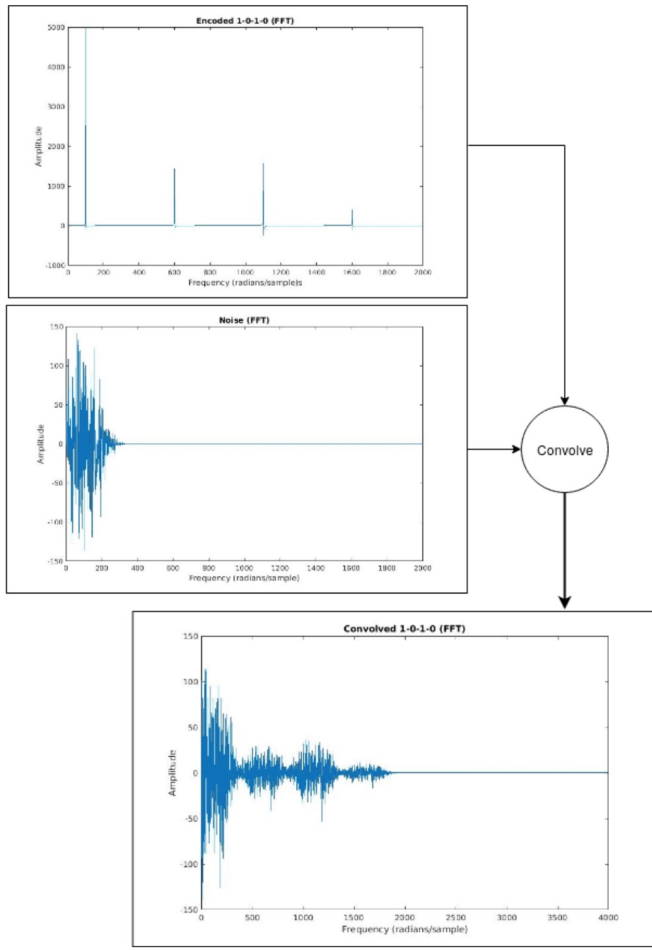 Encoded 1-0-1-0 (FFT)
5000
4000
3000
2000
1000
0
-1000
Amplitude
0 200 400 600 800 1000 1200 1400 1600 1800 2000
Frequency (radians/sample)s
Noise (FFT)
150
100
50
0
-50
-100
-150
Amplitude
0 200 400 600 800 1000 1200 1400 1600 1800 2000
Frequency (radians/sample)
Convolve
Convolved 1-0-1-0 (FFT)
150
100
50
0
-50
-100
-150
Amplitude
0 500 1000 1500 2000 2500 3000 3500 4000
Frequency (radians/sample)